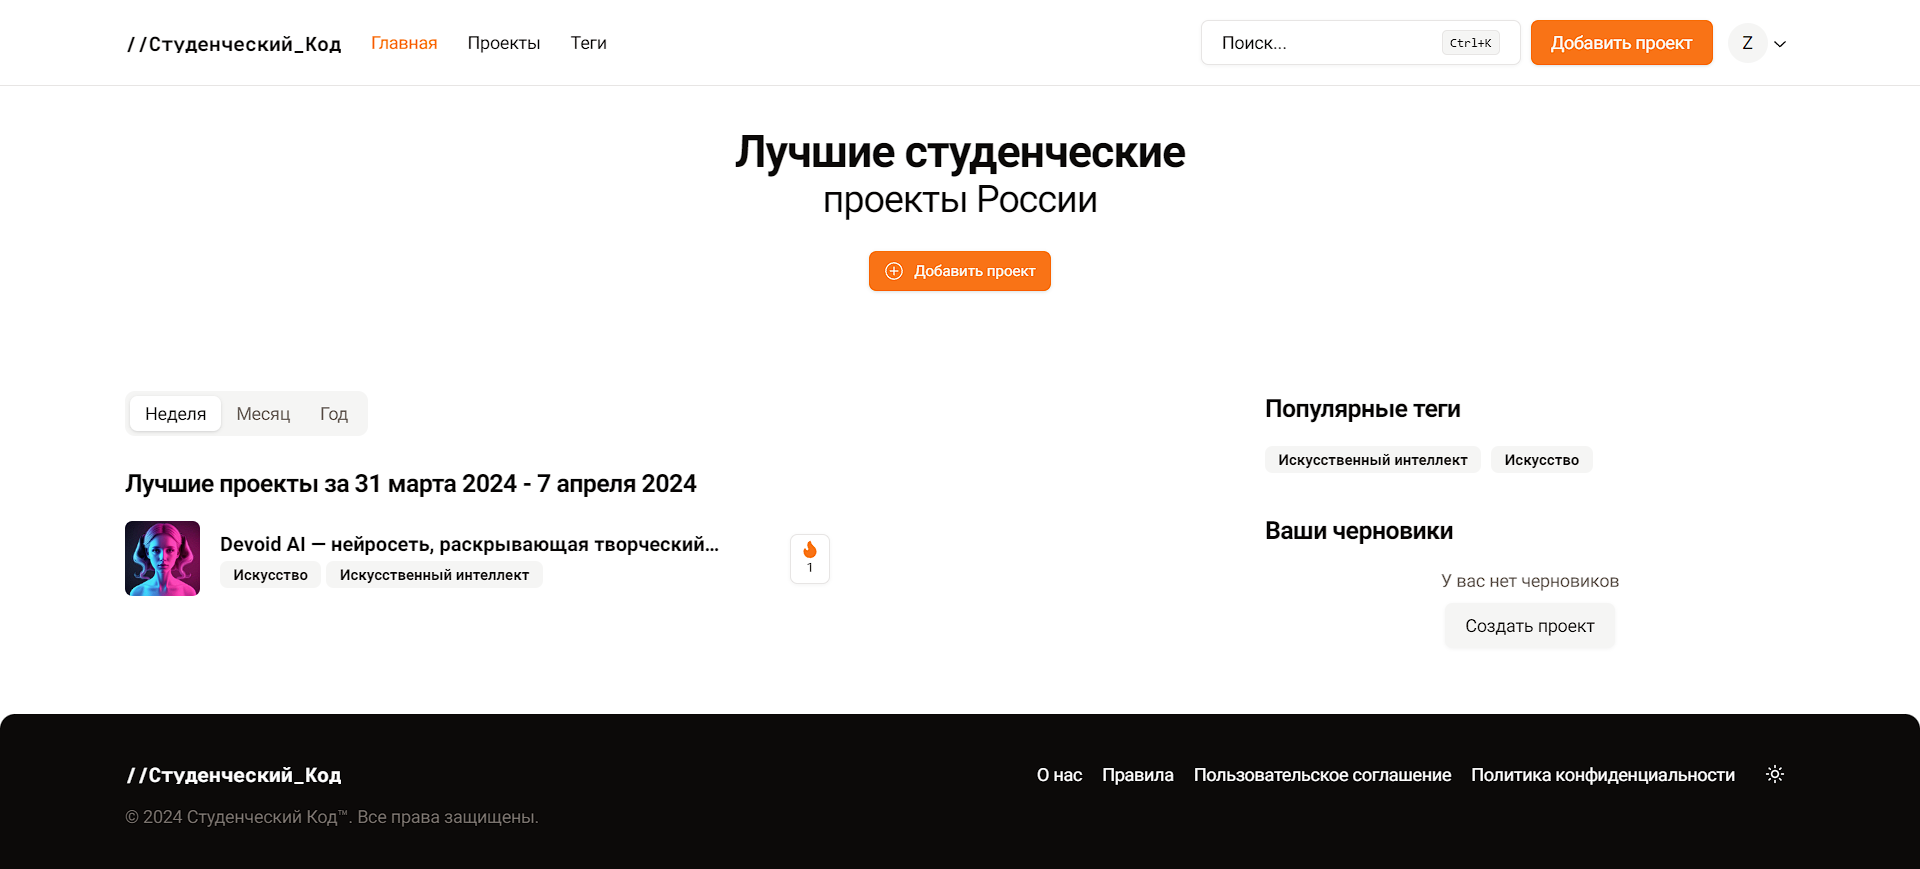 //Студенческий_Код
Главная
Проекты
Теги
Поиск...
Ctrl+K
Добавить проект
Z
Лучшие студенческие
проекты России
Добавить проект
Неделя
Месяц
Год
Лучшие проекты за 31 марта 2024 - 7 апреля 2024
Devoid AI — нейросеть, раскрывающая творческий...
Искусство
Искусственный интеллект
1
Популярные теги
Искусственный интеллект
Искусство
Ваши черновики
У вас нет черновиков
Создать проект
//Студенческий_Код
О нас
Правила
Пользовательское соглашение
Политика конфиденциальности
© 2024 Студенческий Код™. Все права защищены.